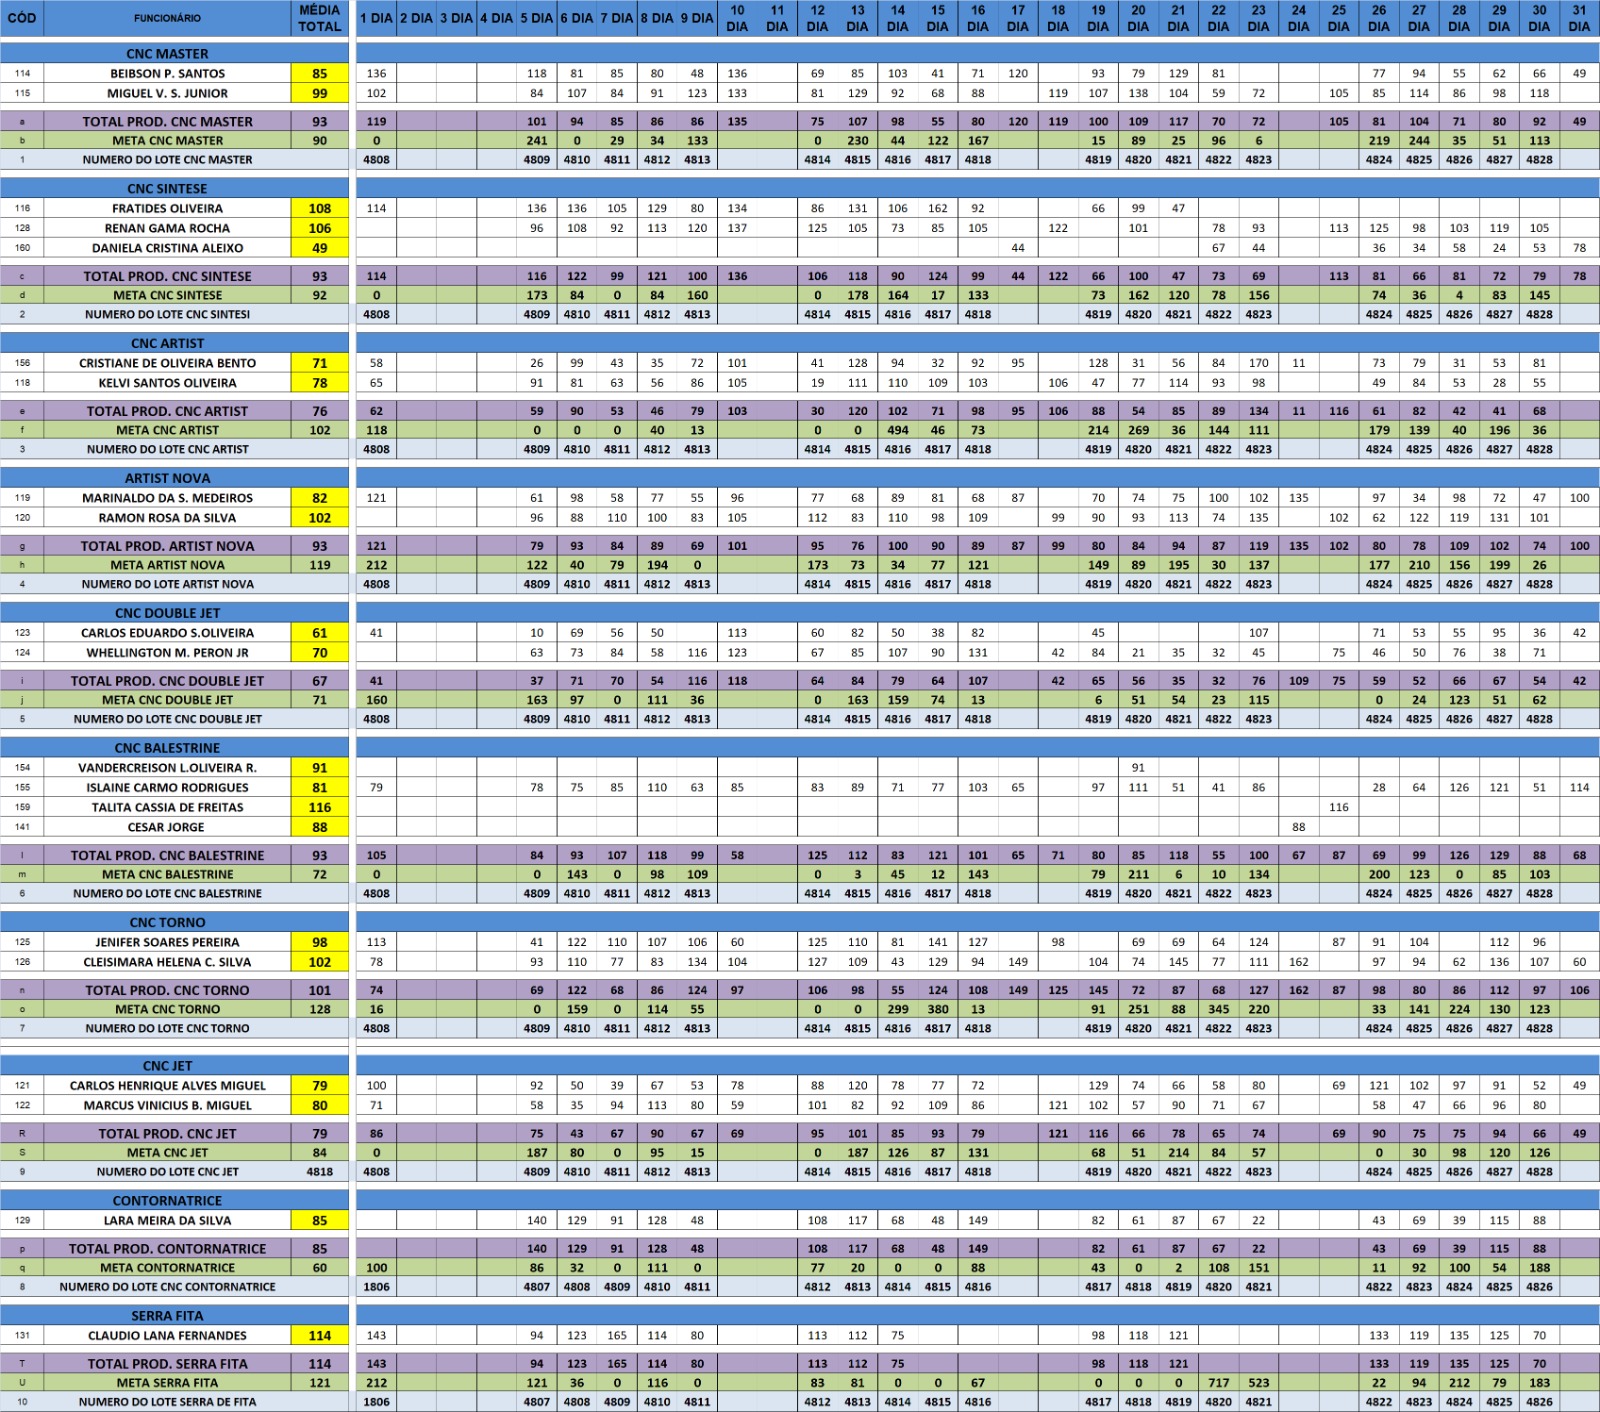 CÓD FUNCIONÁRIO MÉDIA TOTAL 1 DIA 2 DIA 3 DIA 4 DIA 5 DIA 6 DIA 7 DIA 8 DIA 9 DIA 10 DIA 11 DIA 12 DIA 13 DIA 14 DIA 15 DIA 16 DIA 17 DIA 18 DIA 19 DIA 20 DIA 21 DIA 22 DIA 23 DIA 24 DIA 25 DIA 26 DIA 27 DIA 28 DIA 29 DIA 30 DIA 31 DIA
CNC MASTER
114 BEIBSON P. SANTOS 85 136 118 81 85 80 48 136 69 85 103 41 71 120 93 79 129 81 77 94 55 62 66 49
115 MIGUEL V. S. JUNIOR 99 102 84 107 84 91 123 133 81 129 92 68 88 119 107 138 104 59 72 105 85 114 86 98 118
a TOTAL PROD. CNC MASTER 93 119 101 94 85 86 86 135 75 107 98 55 80 120 119 100 109 117 70 72 105 81 104 71 80 92 49
b META CNC MASTER 90 0 241 0 29 34 133 0 230 44 122 167 15 89 25 96 6 219 244 35 51 113
1 NUMERO DO LOTE CNC MASTER 4808 4809 4810 4811 4812 4813 4814 4815 4816 4817 4818 4819 4820 4821 4822 4823 4824 4825 4826 4827 4828
CNC SINTESE
116 FRATIDES OLIVEIRA 108 114 136 136 105 129 80 134 86 131 106 162 92 66 99 47
128 RENAN GAMA ROCHA 106 96 108 92 113 120 137 125 105 73 85 105 122 101 78 93 113 125 98 103 119 105
160 DANIELA CRISTINA ALEIXO 49 44 67 44 36 34 58 24 53 78
c TOTAL PROD. CNC SINTESE 93 114 116 122 99 121 100 136 106 118 90 124 99 44 122 66 100 47 73 69 113 81 66 81 72 79 78
d META CNC SINTESE 92 0 173 84 0 84 160 0 178 164 17 133 73 162 120 78 156 74 36 4 83 145
2 NUMERO DO LOTE CNC SINTESI 4808 4809 4810 4811 4812 4813 4814 4815 4816 4817 4818 4819 4820 4821 4822 4823 4824 4825 4826 4827 4828
CNC ARTIST
156 CRISTIANE DE OLIVEIRA BENTO 71 58 26 99 43 35 72 101 41 128 94 32 92 95 128 31 56 84 170 11 73 79 31 53 81
118 KELVI SANTOS OLIVEIRA 78 65 91 81 63 56 86 105 19 111 110 109 103 106 47 77 114 93 98 49 84 53 28 55
e TOTAL PROD. CNC ARTIST 76 62 59 90 53 46 79 103 30 120 102 71 98 95 106 88 54 85 89 134 11 116 61 82 42 41 68
f META CNC ARTIST 102 118 0 0 0 40 13 0 0 494 46 73 214 269 36 144 111 179 139 40 196 36
3 NUMERO DO LOTE CNC ARTIST 4808 4809 4810 4811 4812 4813 4814 4815 4816 4817 4818 4819 4820 4821 4822 4823 4824 4825 4826 4827 4828
ARTIST NOVA
119 MARINALDO DA S. MEDEIROS 82 121 61 98 58 77 55 96 77 68 89 81 68 87 70 74 75 100 102 135 97 34 98 72 47 100
120 RAMON ROSA DA SILVA 102 96 88 110 100 83 105 112 83 110 98 109 99 90 93 113 74 135 102 62 122 119 131 101
g TOTAL PROD. ARTIST NOVA 93 121 79 93 84 89 69 101 95 76 100 90 89 87 99 80 84 94 87 119 135 102 80 78 109 102 74 100
h META ARTIST NOVA 119 212 122 40 79 194 0 173 73 34 77 121 149 89 195 30 137 177 210 156 199 26
4 NUMERO DO LOTE ARTIST NOVA 4808 4809 4810 4811 4812 4813 4814 4815 4816 4817 4818 4819 4820 4821 4822 4823 4824 4825 4826 4827 4828
CNC DOUBLE JET
123 CARLOS EDUARDO S.OLIVEIRA 61 41 10 69 56 50 113 60 82 50 38 82 45 107 71 53 55 95 36 42
124 WHELLINGTON M. PERON JR 70 63 73 84 58 116 123 67 85 107 90 131 42 84 21 35 32 45 75 46 50 76 38 71
i TOTAL PROD. CNC DOUBLE JET 67 41 37 71 70 54 116 118 64 84 79 64 107 42 65 56 35 32 76 109 75 59 52 66 67 54 42
j META CNC DOUBLE JET 71 160 163 97 0 111 36 0 163 159 74 13 6 51 54 23 115 0 24 123 51 62
5 NUMERO DO LOTE CNC DOUBLE JET 4808 4809 4810 4811 4812 4813 4814 4815 4816 4817 4818 4819 4820 4821 4822 4823 4824 4825 4826 4827 4828
CNC BALESTRINE
154 VANDERCREISON L.OLIVEIRA R. 91 91
155 ISLAINE CARMO RODRIGUES 81 79 78 75 85 110 63 85 83 89 71 77 103 65 97 111 51 41 86 28 64 126 121 51 114
159 TALITA CASSIA DE FREITAS 116 116
141 CESAR JORGE 88 88
l TOTAL PROD. CNC BALESTRINE 93 105 84 93 107 118 99 58 125 112 83 121 101 65 71 80 85 118 55 100 67 87 69 99 126 129 88 68
m META CNC BALESTRINE 72 0 0 143 0 98 109 0 3 45 12 143 79 211 6 10 134 200 123 0 85 103
6 NUMERO DO LOTE CNC BALESTRINE 4808 4809 4810 4811 4812 4813 4814 4815 4816 4817 4818 4819 4820 4821 4822 4823 4824 4825 4826 4827 4828
CNC TORNO
125 JENIFER SOARES PEREIRA 98 113 41 122 110 107 106 60 125 110 81 141 127 98 69 69 64 124 87 91 104 112 96
126 CLEISIMARA HELENA C. SILVA 102 78 93 110 77 83 134 104 127 109 43 129 94 149 104 74 145 77 111 162 97 94 62 136 107 60
n TOTAL PROD. CNC TORNO 101 74 69 122 68 86 124 97 106 98 55 124 108 149 125 145 72 87 68 127 162 87 98 80 86 112 97 106
o META CNC TORNO 128 16 0 159 0 114 55 0 0 299 380 13 91 251 88 345 220 33 141 224 130 123
7 NUMERO DO LOTE CNC TORNO 4808 4809 4810 4811 4812 4813 4814 4815 4816 4817 4818 4819 4820 4821 4822 4823 4824 4825 4826 4827 4828
CNC JET
121 CARLOS HENRIQUE ALVES MIGUEL 79 100 92 50 39 67 53 78 88 120 78 77 72 129 74 66 58 80 69 121 102 97 91 52 49
122 MARCUS VINICIUS B. MIGUEL 80 71 58 35 94 113 80 59 101 82 92 109 86 121 102 57 90 71 67 58 47 66 96 80
R TOTAL PROD. CNC JET 79 86 75 43 67 90 67 69 95 101 85 93 79 121 116 66 78 65 74 69 90 75 75 94 66 49
S META CNC JET 84 0 187 80 0 95 15 0 187 126 87 131 68 51 214 84 57 0 30 98 120 126
9 NUMERO DO LOTE CNC JET 4818 4808 4809 4810 4811 4812 4813 4814 4815 4816 4817 4818 4819 4820 4821 4822 4823 4824 4825 4826 4827 4828
CONTORNATRICE
129 LARA MEIRA DA SILVA 85 140 129 91 128 48 108 117 68 48 149 82 61 87 67 22 43 69 39 115 88
p TOTAL PROD. CONTORNATRICE 85 140 129 91 128 48 108 117 68 48 149 82 61 87 67 22 43 69 39 115 88
q META CONTORNATRICE 60 100 86 32 0 111 0 77 20 0 0 88 43 0 2 108 151 11 92 100 54 188
8 NUMERO DO LOTE CNC CONTORNATRICE 1806 4807 4808 4809 4810 4811 4812 4813 4814 4815 4816 4817 4818 4819 4820 4821 4822 4823 4824 4825 4826
SERRA FITA
131 CLAUDIO LANA FERNANDES 114 143 94 123 165 114 80 113 112 75 98 118 121 133 119 135 125 70
T TOTAL PROD. SERRA FITA 114 143 94 123 165 114 80 113 112 75 98 118 121 133 119 135 125 70
U META SERRA FITA 121 212 121 36 0 116 0 83 81 0 0 67 0 0 0 717 523 22 94 212 79 183
10 NUMERO DO LOTE SERRA DE FITA 1806 4807 4808 4809 4810 4811 4812 4813 4814 4815 4816 4817 4818 4819 4820 4821 4822 4823 4824 4825 4826